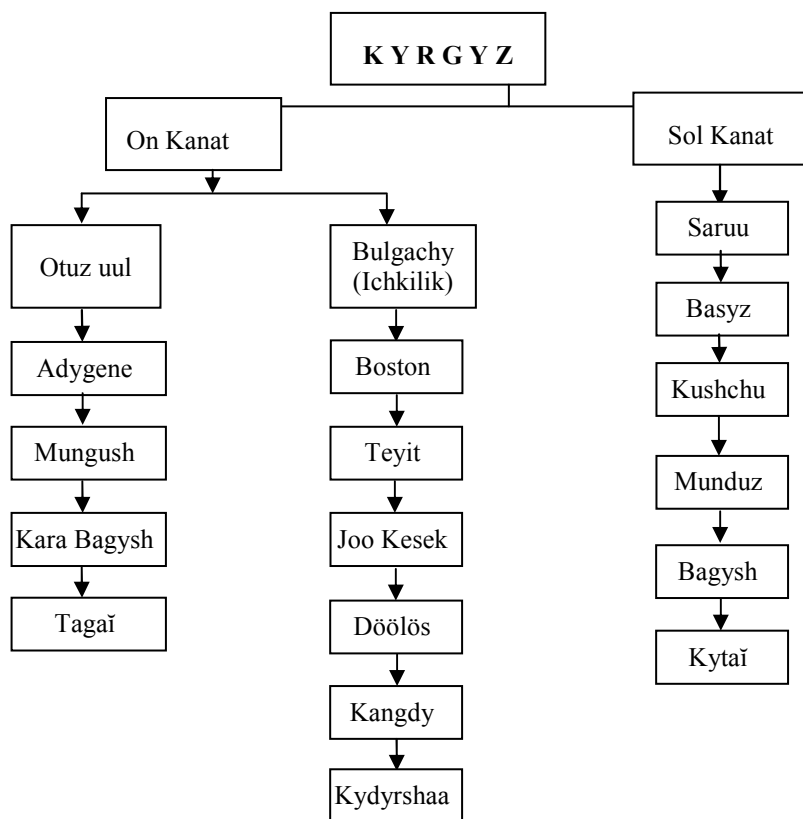 K Y R G Y Z
On Kanat
Sol Kanat
Otuz uul
Adygene
Mungush
Kara Bagysh
Tagaĭ
Bulgachy
(Ichkilik)
Boston
Teyit
Joo Kesek
Döölös
Kangdy
Kydyrshaa
Saruu
Basyz
Kushchu
Munduz
Bagysh
Kytaĭ